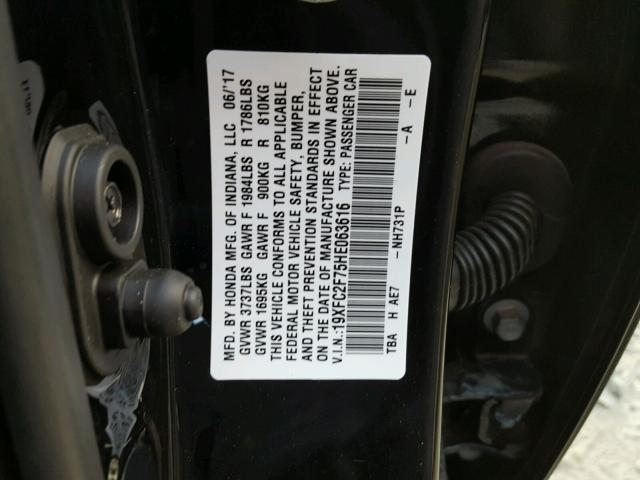 MFD. BY HONDA MFG. OF INDIANA, LLC 06/'17
GVWR 3737LBS GAWR F 1984LBS R 1786LBS
GVWR 1695KG GAWR F 900KG R 810KG
THIS VEHICLE CONFORMS TO ALL APPLICABLE
FEDERAL MOTOR VEHICLE SAFETY, BUMPER,
AND THEFT PREVENTION STANDARDS IN EFFECT
ON THE DATE OF MANUFACTURE SHOWN ABOVE.
V.I.N.:19XFC2F75HE063616 TYPE: PASSENGER CAR
TBA H AE7 -NH731P -A -E